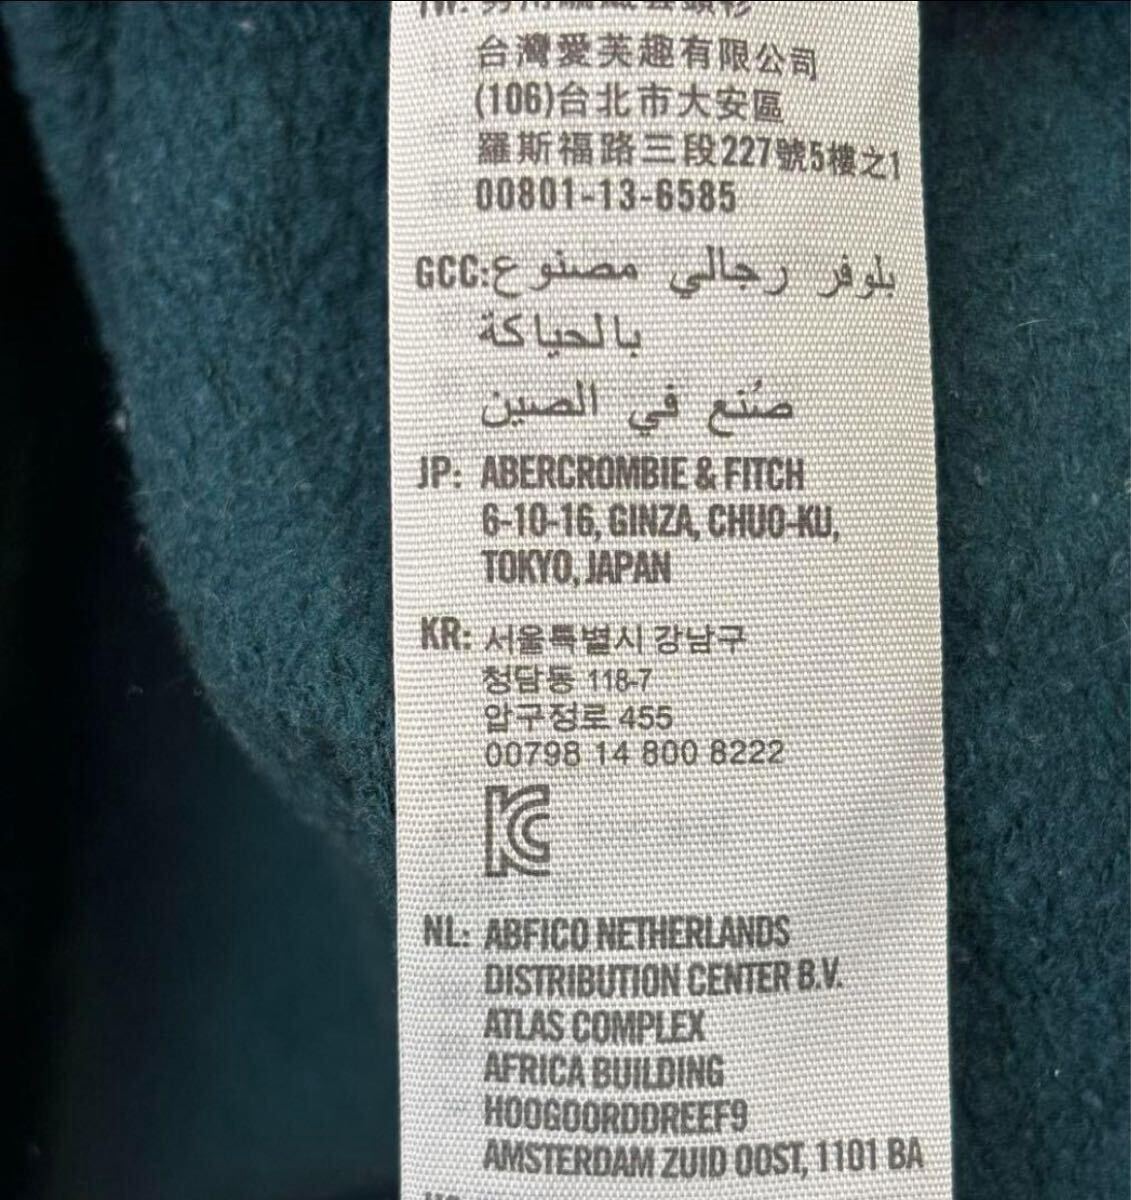 台灣愛芙趣有限公司
(106)台北市大安區
羅斯福路三段227號5樓之1
00801-13-6585
GCC: بلوفر رجالي مصنوع
بالحياكة
صُنع في الصين
JP: ABERCROMBIE & FITCH
6-10-16, GINZA, CHUO-KU,
TOKYO, JAPAN
KR: 서울특별시 강남구
청담동 118-7
압구정로 455
00798 14 800 8222
KC
NL: ABFICO NETHERLANDS
DISTRIBUTION CENTER B.V.
ATLAS COMPLEX
AFRICA BUILDING
HOOGOORDDREEF9
AMSTERDAM ZUID OOST, 1101 BA